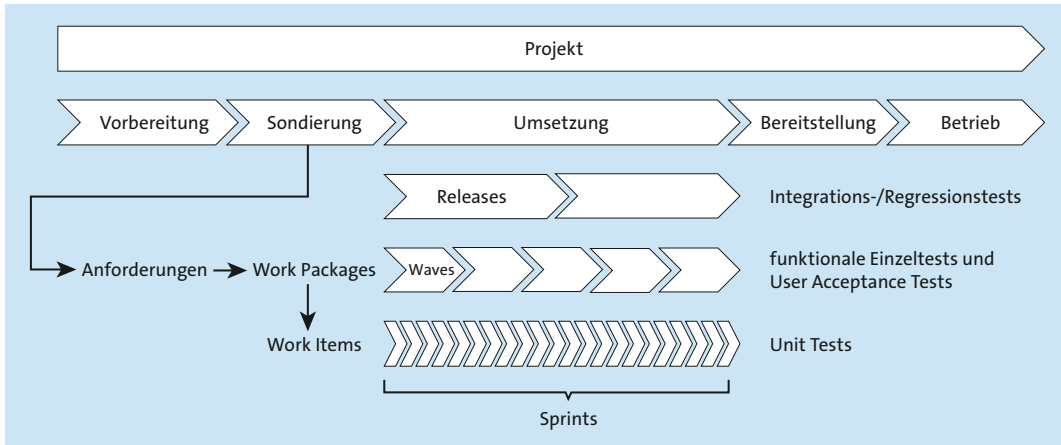 Projekt
Vorbereitung
Sondierung
Umsetzung
Bereitstellung
Betrieb
Releases
Integrations-/Regressionstests
Anforderungen
Work Packages
Waves
funktionale Einzeltests und
User Acceptance Tests
Work Items
Unit Tests
Sprints